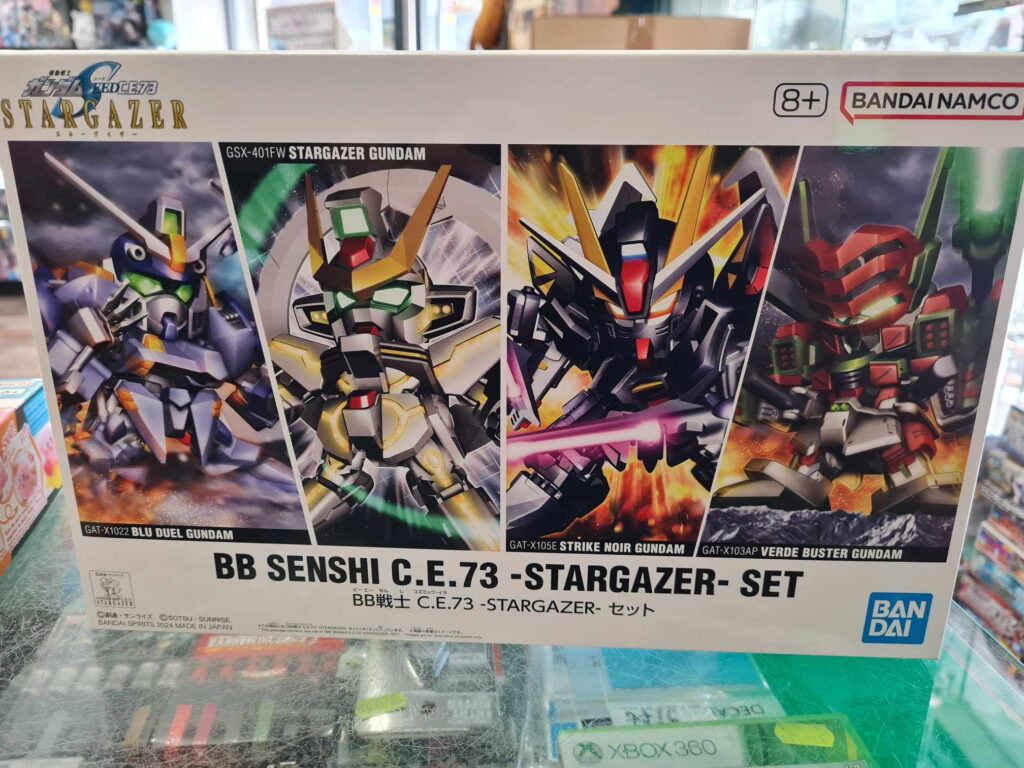 機動戦士
ガンダムSEED C.E.73
STARGAZER
スターゲイザー
8+
BANDAI NAMCO
GSX-401FW STARGAZER GUNDAM
GAT-X1022 BLU DUEL GUNDAM
GAT-X105E STRIKE NOIR GUNDAM
GAT-X103AP VERDE BUSTER GUNDAM
BB SENSHI C.E.73 -STARGAZER- SET
ビービー せんし コズミック・イラ
BB戦士 C.E.73 -STARGAZER- セット
STARGAZER
©創通・サンライズ ©SOTSU・SUNRISE
BANDAI SPIRITS 2024 MADE IN JAPAN
BAN
DAI
DECAL
XBOX 360